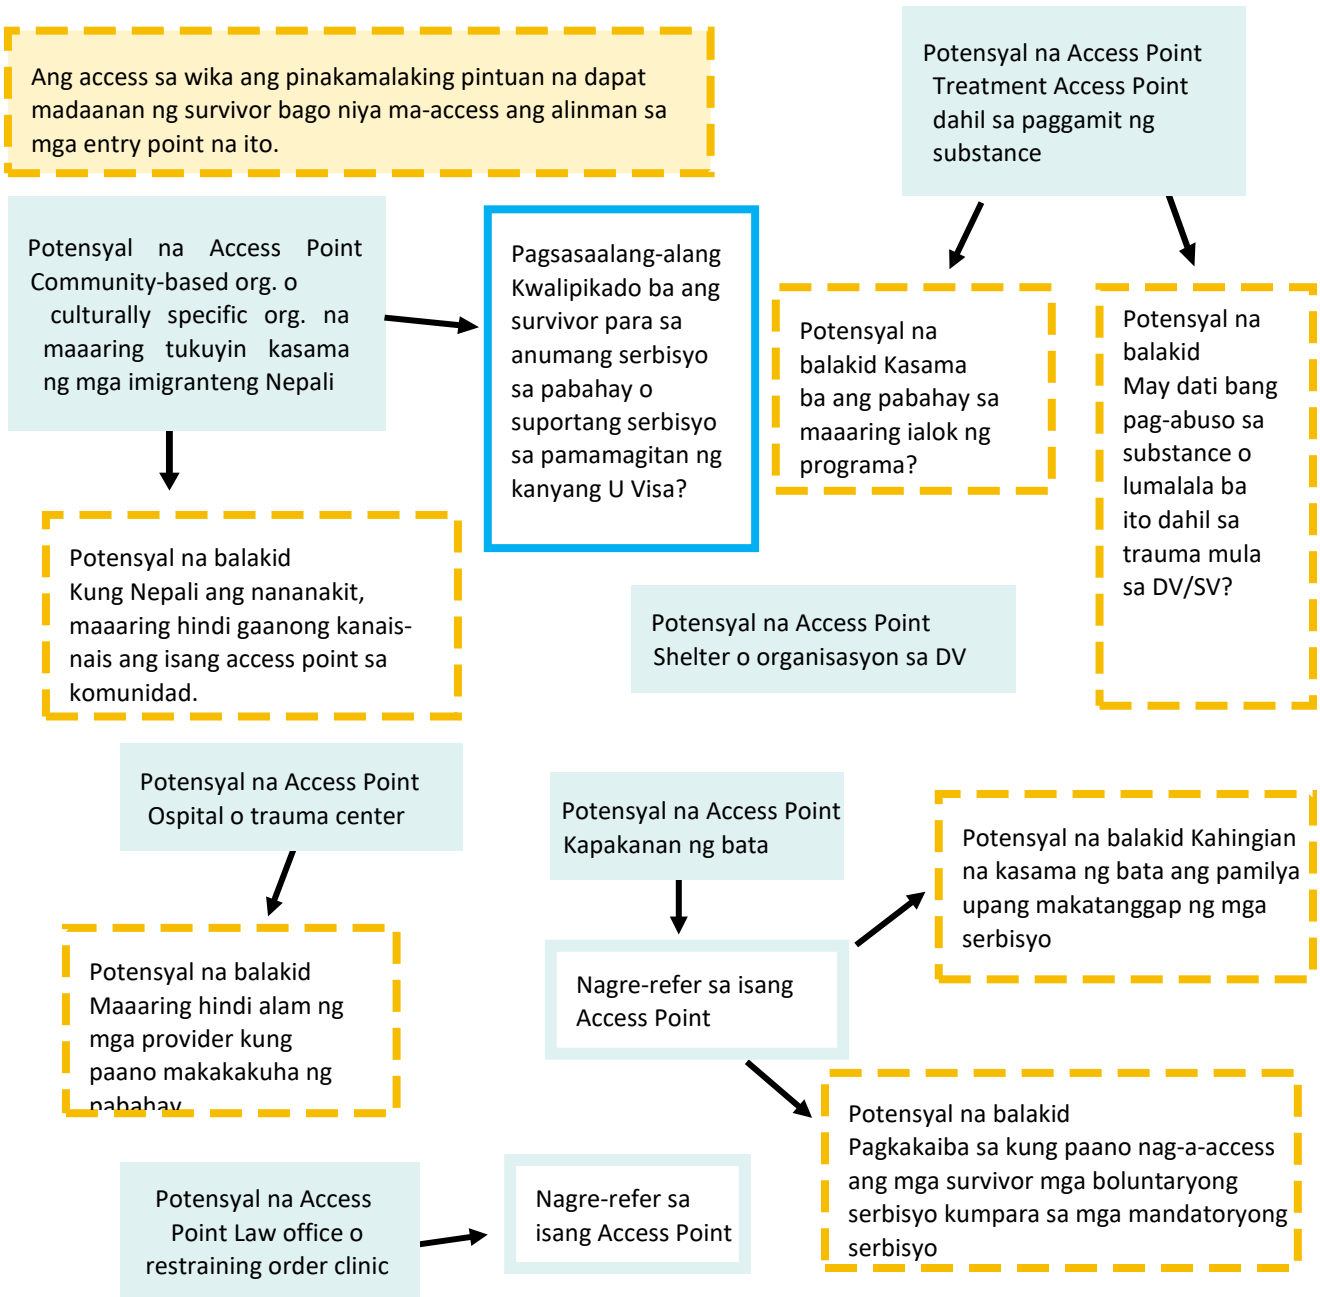 Ang access sa wika ang pinakamalaking pintuan na dapat
madaanan ng survivor bago niya ma-access ang alinman sa
mga entry point na ito.
Potensyal na Access Point
Treatment Access Point
dahil sa paggamit ng
substance
Potensyal na Access Point
Community-based org. o
culturally specific org. na
maaaring tukuyin kasama
ng mga imigranteng Nepali
Pagsasaalang-alang
Kwalipikado ba ang
survivor para sa
anumang serbisyo
sa pabahay o
suportang serbisyo
sa pamamagitan ng
kanyang U Visa?
Potensyal na
balakid Kasama
ba ang pabahay sa
maaaring ialok ng
programa?
Potensyal na
balakid
May dati bang
pag-abuso sa
substance o
lumalala ba
ito dahil sa
trauma mula
sa DV/SV?
Potensyal na balakid
Kung Nepali ang nananakit,
maaaring hindi gaanong kanais-
nais ang isang access point sa
komunidad.
Potensyal na Access Point
Shelter o organisasyon sa DV
Potensyal na Access Point
Ospital o trauma center
Potensyal na Access Point
Kapakanan ng bata
Potensyal na balakid Kahingian
na kasama ng bata ang pamilya
upang makatanggap ng mga
serbisyo
Potensyal na balakid
Maaaring hindi alam ng
mga provider kung
paano makakakuha ng
pabahay
Nagre-refer sa isang
Access Point
Potensyal na balakid
Pagkakaiba sa kung paano nag-a-access
ang mga survivor mga boluntaryong
serbisyo kumpara sa mga mandatoryong
serbisyo
Potensyal na Access
Point Law office o
restraining order clinic
Nagre-refer sa
isang Access Point